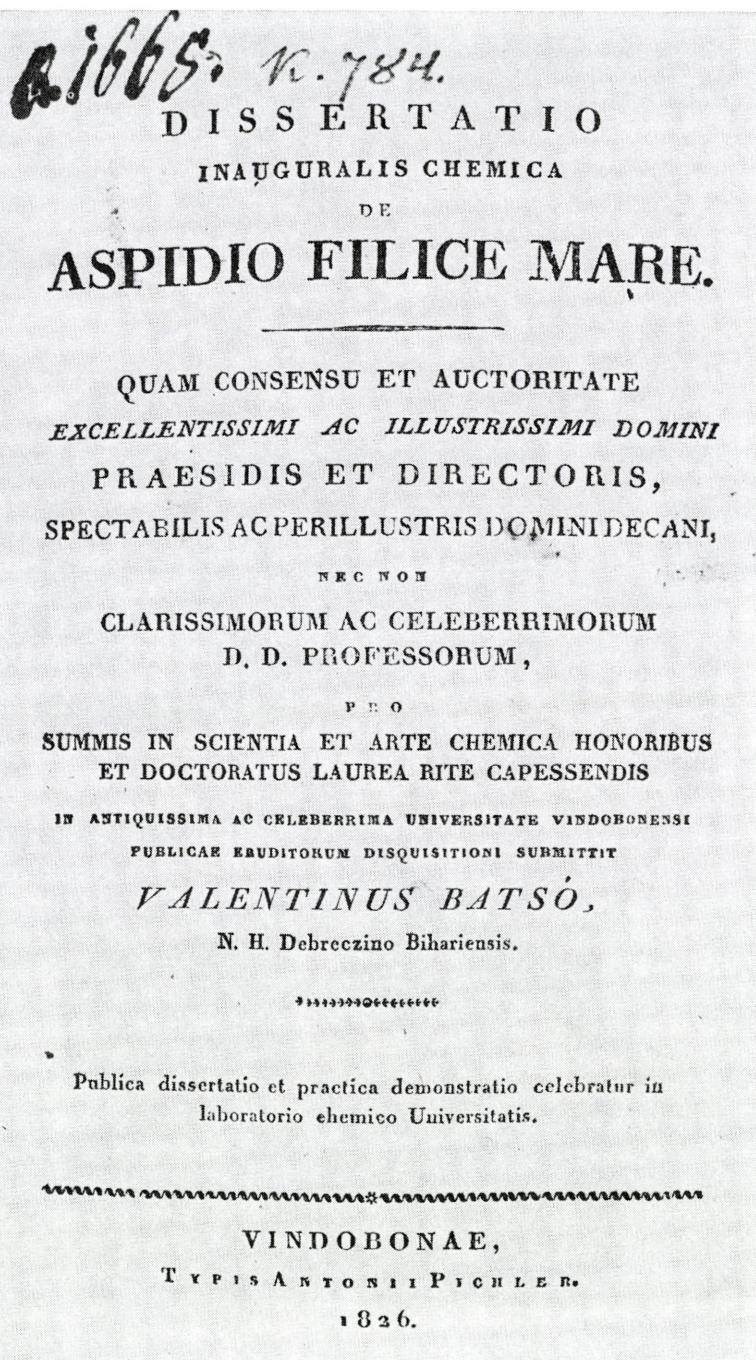 a.1665. K. 784.
DISSERTATIO
INAUGURALIS CHEMICA
DE
ASPIDIO FILICE MARE.
QUAM CONSENSU ET AUCTORITATE
EXCELLENTISSIMI AC ILLUSTRISSIMI DOMINI
PRAESIDIS ET DIRECTORIS,
SPECTABILIS AC PERILLUSTRIS DOMINI DECANI,
NEC NON
CLARISSIMORUM AC CELEBERRIMORUM
D. D. PROFESSORUM,
PRO
SUMMIS IN SCIENTIA ET ARTE CHEMICA HONORIBUS
ET DOCTORATUS LAUREA RITE CAPESSENDIS
IN ANTIQUISSIMA AC CELEBERRIMA UNIVERSITATE VINDOBONENSI
PUBLICAE ERUDITORUM DISQUISITIONI SUBMITTIT
VALENTINUS BATSÓ,
N. H. Debreczino Bihariensis.
Publica dissertatio et practica demonstratio celebratur in
laboratorio chemico Universitatis.
VINDOBONAE,
TYPIS ANTONII PICHLER.
1826.